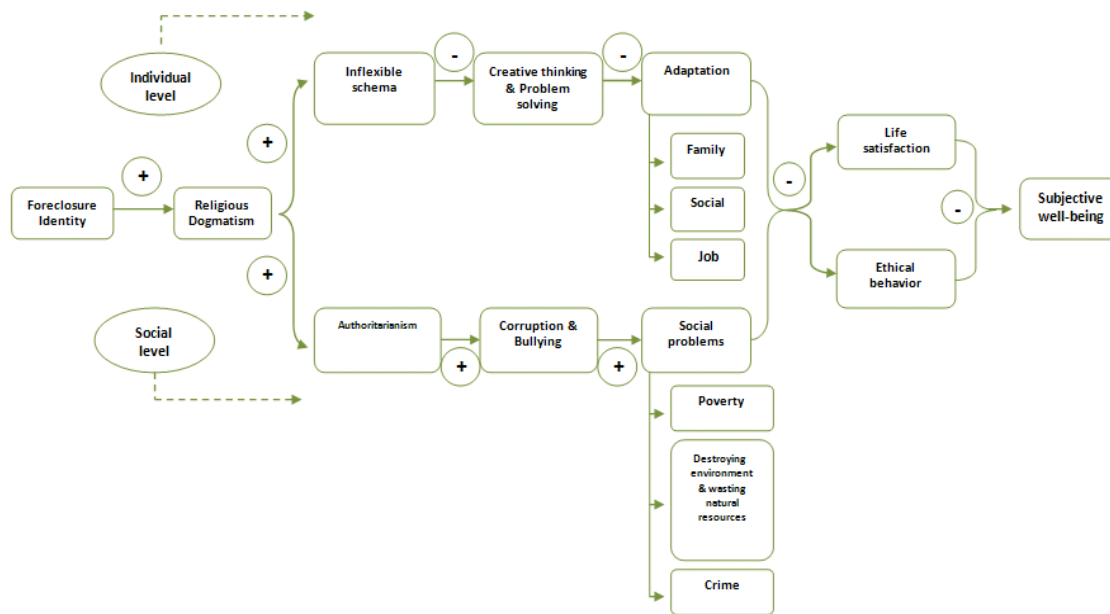 Individual
level
Inflexible
schema
-
Creative thinking
& Problem
solving
-
Adaptation
Family
Social
Job
+
Foreclosure
Identity
+
Religious
Dogmatism
+
Social
level
Authoritarianism
+
Corruption &
Bullying
+
Social
problems
Poverty
Destroying
environment
& wasting
natural
resources
Crime
-
Life
satisfaction
Ethical
behavior
-
Subjective
well-being